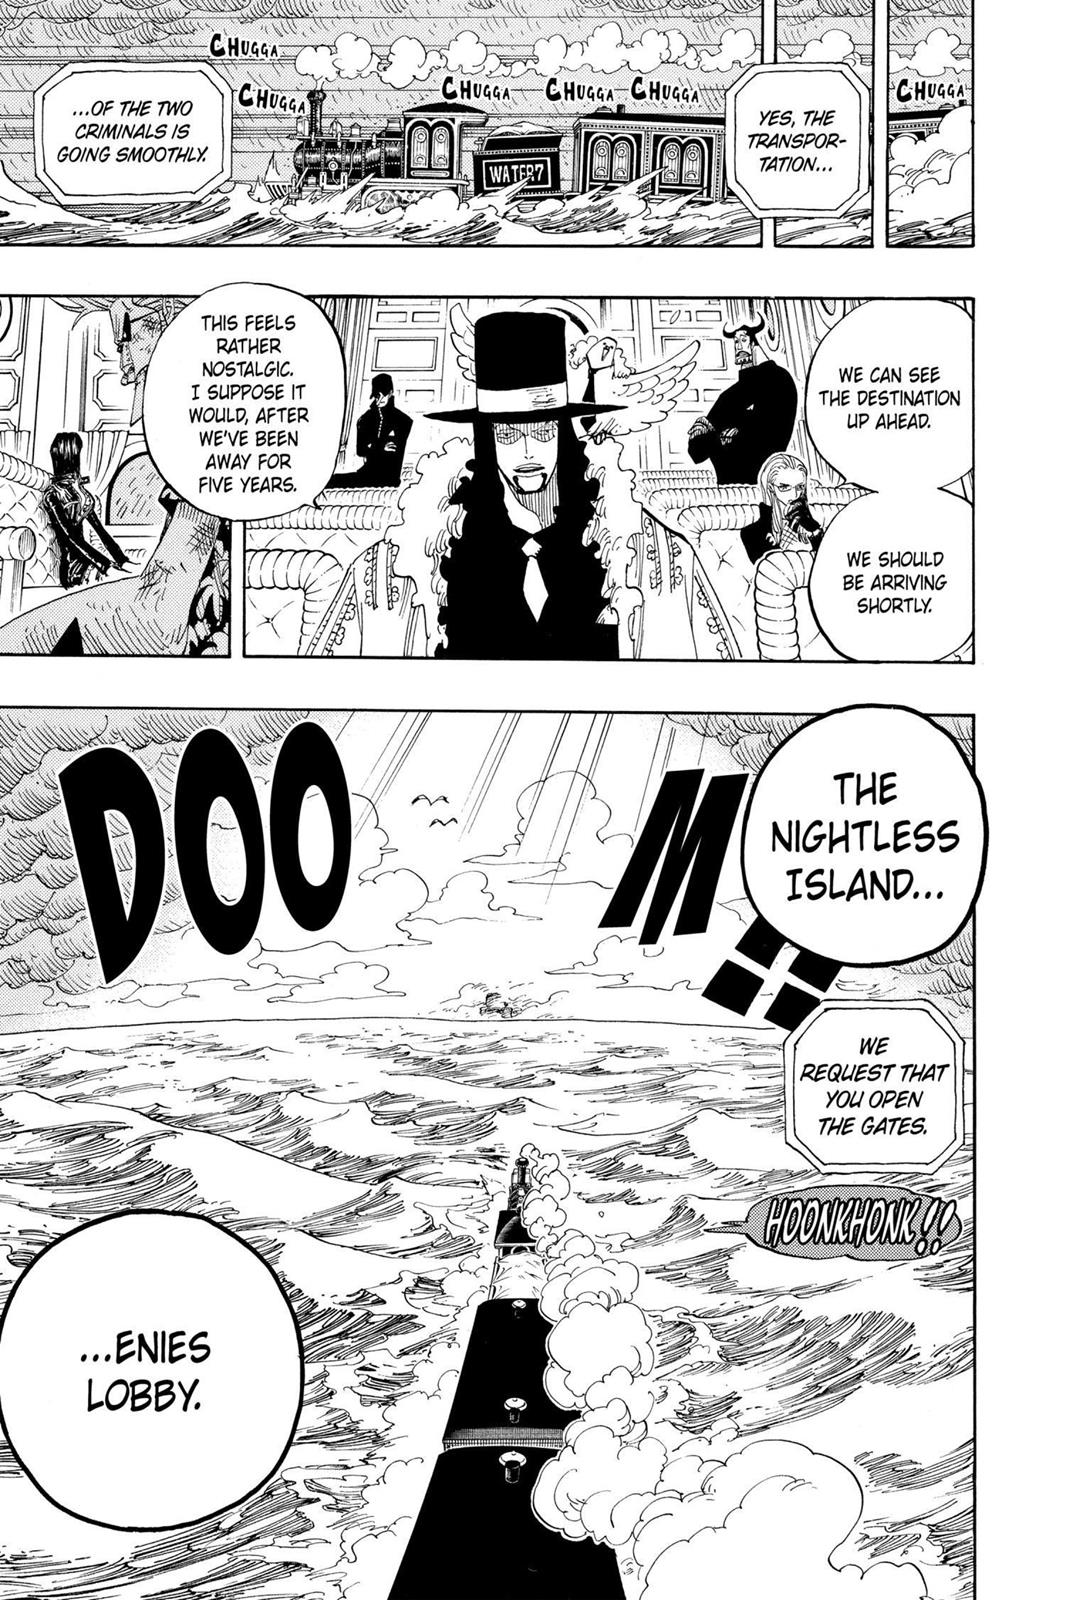 CHUGGA
YES, THE
TRANSPOR-
TATION...
CHUGGA
CHUGGA
CHUGGA
WATER7
CHUGGA
CHUGGA
...OF THE TWO
CRIMINALS IS
GOING SMOOTHLY.
WE CAN SEE
THE DESTINATION
UP AHEAD.
WE SHOULD
BE ARRIVING
SHORTLY.
THIS FEELS
RATHER
NOSTALGIC.
I SUPPOSE IT
WOULD, AFTER
WE'VE BEEN
AWAY FOR
FIVE YEARS.
THE
NIGHTLESS
ISLAND...
DOOM!!
WE
REQUEST THAT
YOU OPEN
THE GATES.
HOONKHONK!!
...ENIES
LOBBY.